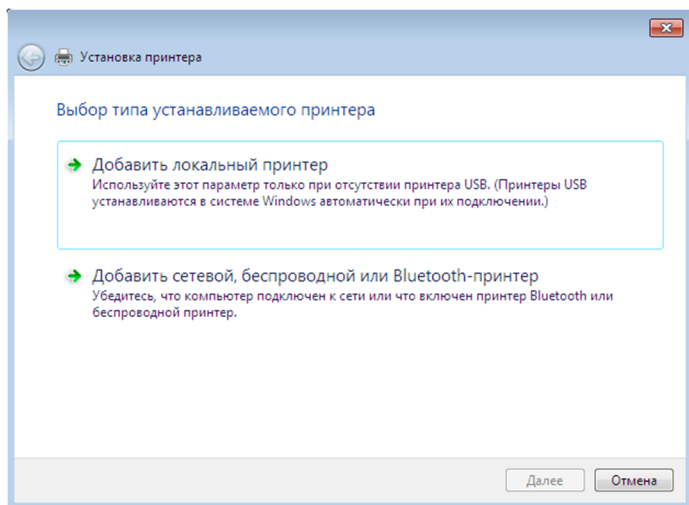 Установка принтера
Выбор типа устанавливаемого принтера
Добавить локальный принтер
Используйте этот параметр только при отсутствии принтера USB. (Принтеры USB
устанавливаются в системе Windows автоматически при их подключении.)
Добавить сетевой, беспроводной или Bluetooth-принтер
Убедитесь, что компьютер подключен к сети или что включен принтер Bluetooth или
беспроводной принтер.
Далее
Отмена